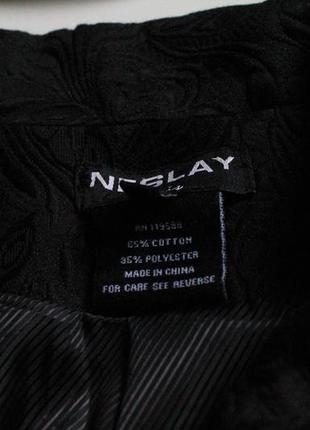 NESLAY
RN 119588
65% COTTON
35% POLYESTER
MADE IN CHINA
FOR CARE SEE REVERSE